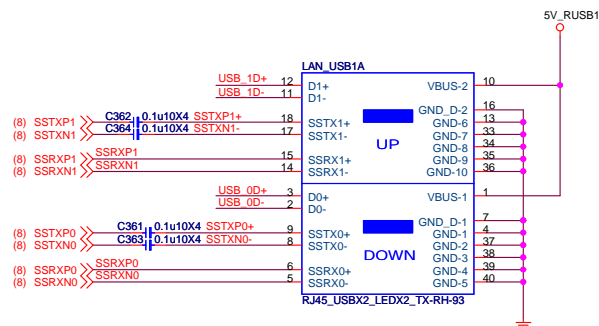 5V_RUSB1
LAN_USB1A
USB_1D+ 12 D1+ VBUS-2 10
USB_1D- 11 D1-
GND_D-2 16
(8) SSTXP1 C362 0.1u10X4 SSTXP1+ 18 SSTX1+ GND-6 13
(8) SSTXN1 C364 0.1u10X4 SSTXN1- 17 SSTX1- GND-7 33
UP GND-8 34
(8) SSRXP1 SSRXP1 15 SSRX1+ GND-9 35
(8) SSRXN1 SSRXN1 14 SSRX1- GND-10 36
USB_0D+ 3 D0+ VBUS-1 1
USB_0D- 2 D0-
GND_D-1 7
(8) SSTXP0 C361 0.1u10X4 SSTXP0+ 9 SSTX0+ GND-1 4
(8) SSTXN0 C363 0.1u10X4 SSTXN0- 8 SSTX0- GND-2 37
DOWN GND-3 38
(8) SSRXP0 SSRXP0 6 SSRX0+ GND-4 39
(8) SSRXN0 SSRXN0 5 SSRX0- GND-5 40
RJ45_USBX2_LEDX2_TX-RH-93